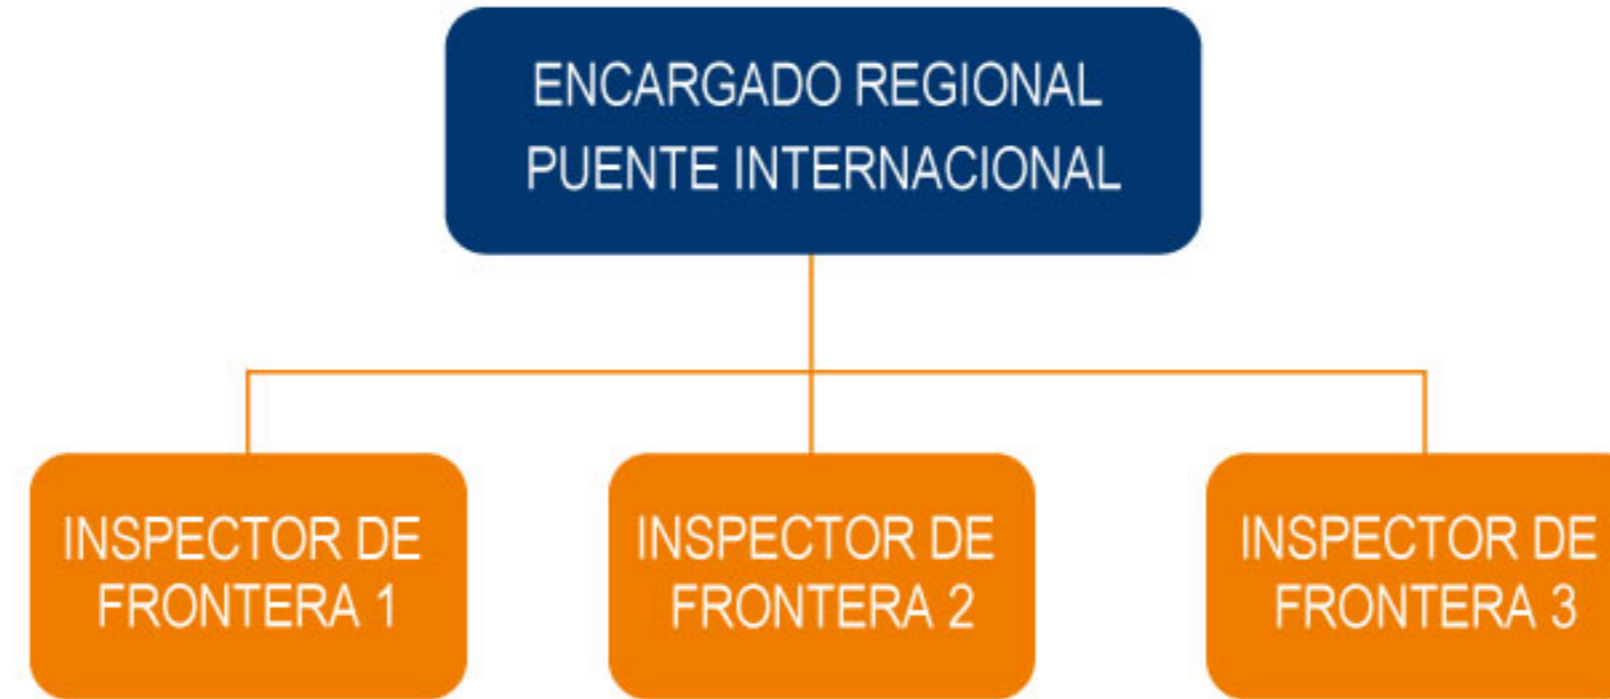 ENCARGADO REGIONAL
PUENTE INTERNACIONAL
INSPECTOR DE
FRONTERA 1
INSPECTOR DE
FRONTERA 2
INSPECTOR DE
FRONTERA 3